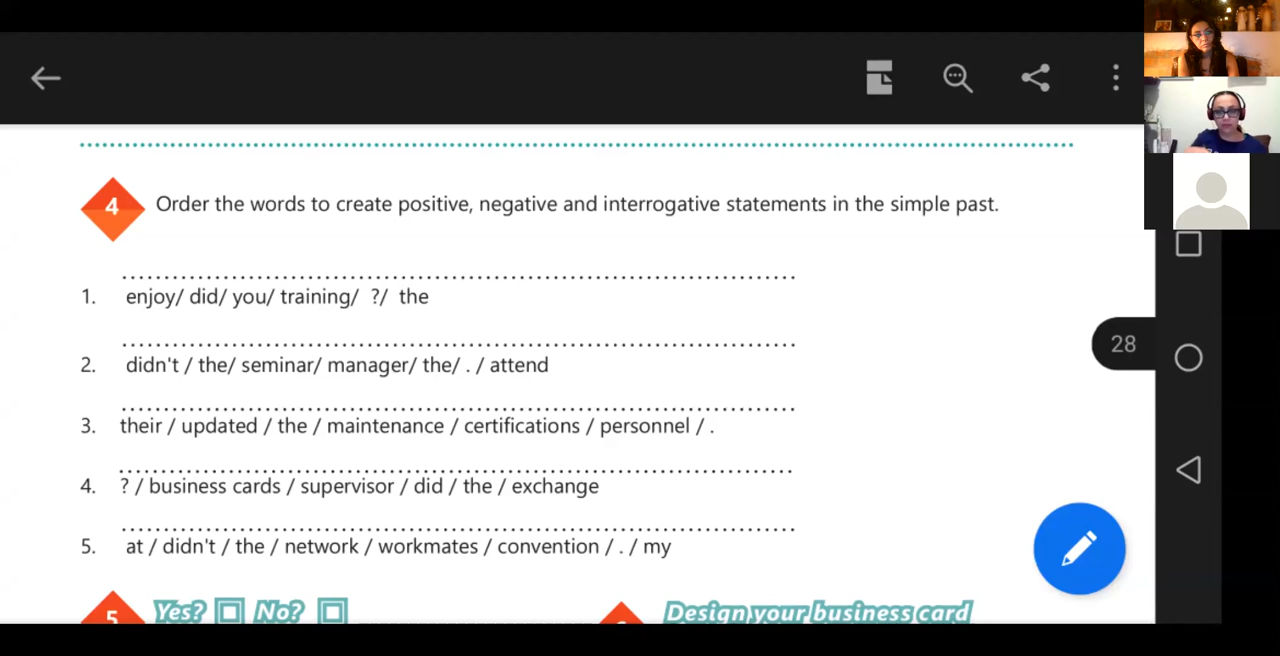 4 Order the words to create positive, negative and interrogative statements in the simple past.
1. enjoy/ did/ you/ training/ ?/ the
2. didn't / the/ seminar/ manager/ the/ . / attend
28
3. their / updated / the / maintenance / certifications / personnel / .
4. ? / business cards / supervisor / did / the / exchange
5. at / didn't / the / network / workmates / convention / . / my
5 Yes? No?
Design your business card